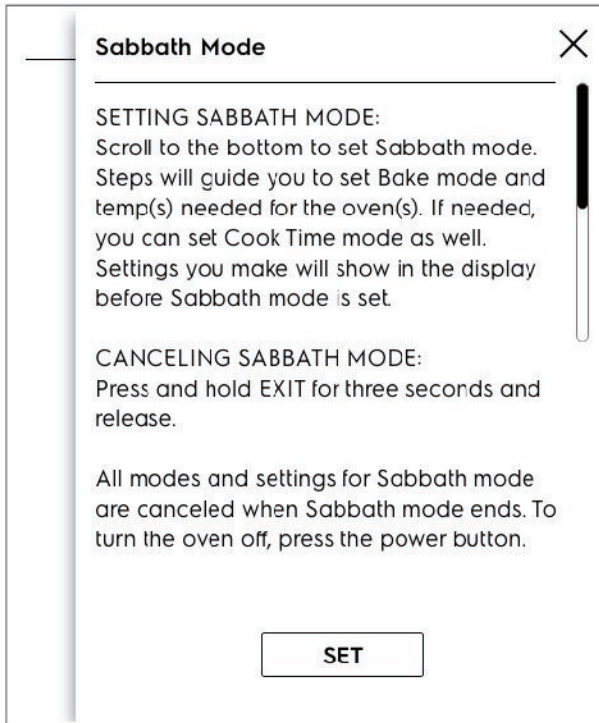 Sabbath Mode
SETTING SABBATH MODE:
Scroll to the bottom to set Sabbath mode.
Steps will guide you to set Bake mode and
temp(s) needed for the oven(s). If needed,
you can set Cook Time mode as well.
Settings you make will show in the display
before Sabbath mode is set.
CANCELING SABBATH MODE:
Press and hold EXIT for three seconds and
release.
All modes and settings for Sabbath mode
are canceled when Sabbath mode ends. To
turn the oven off, press the power button.
SET